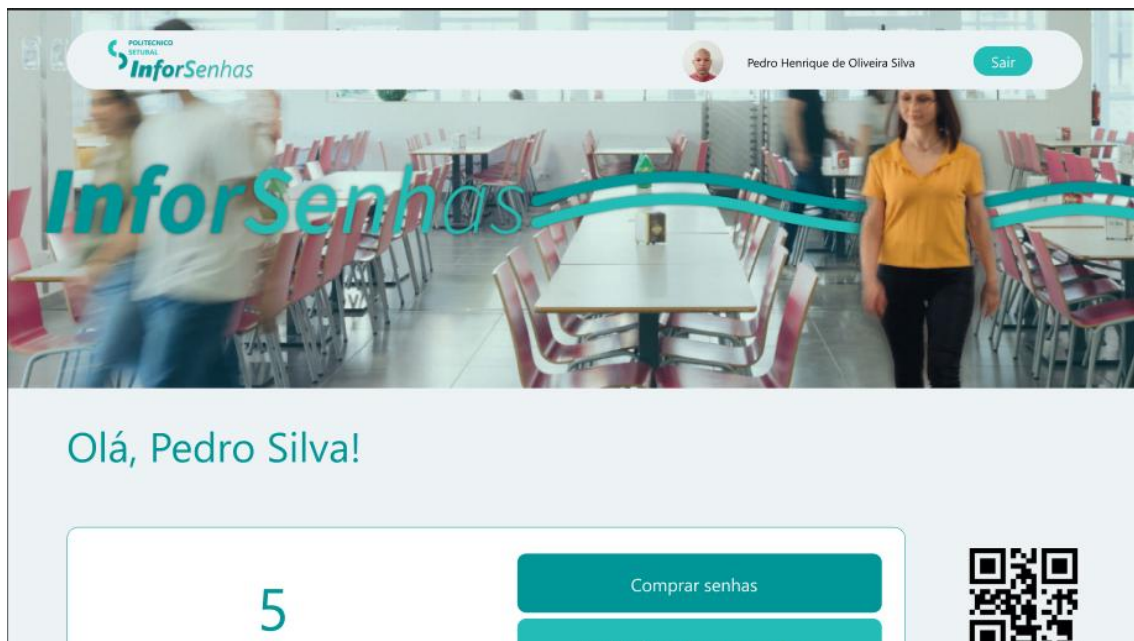 POLITECNICO
SETUBAL
InforSenhas
Pedro Henrique de Oliveira Silva
Sair
InforSenhas
Olá, Pedro Silva!
5
Comprar senhas